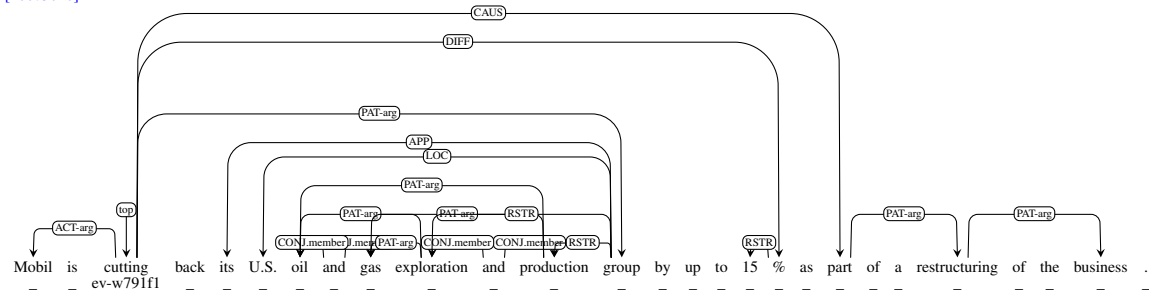 CAUS
DIFF
PAT-arg
APP
LOC
PAT-arg
top PAT-arg PAT-arg RSTR
ACT-arg PAT-arg PAT-arg
CONJ.member J.mem PAT-arg CONJ.member CONJ.member RSTR RSTR
Mobil is cutting back its U.S. oil and gas exploration and production group by up to 15 % as part of a restructuring of the business .
_ _ ev-w791f1 _ _ _ _ _ _ _ _ _ _ _ _ _ _ _ _ _ _ _ _ _ _ _ _